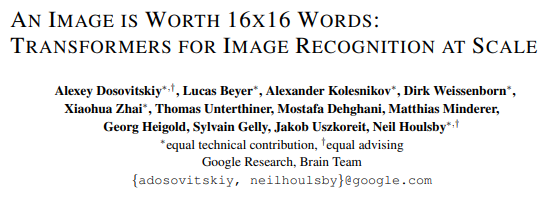 AN IMAGE IS WORTH 16X16 WORDS:
TRANSFORMERS FOR IMAGE RECOGNITION AT SCALE
Alexey Dosovitskiy*,†, Lucas Beyer*, Alexander Kolesnikov*, Dirk Weissenborn*,
Xiaohua Zhai*, Thomas Unterthiner, Mostafa Dehghani, Matthias Minderer,
Georg Heigold, Sylvain Gelly, Jakob Uszkoreit, Neil Houlsby*,†
*equal technical contribution, †equal advising
Google Research, Brain Team
{adosovitskiy, neilhoulsby}@google.com